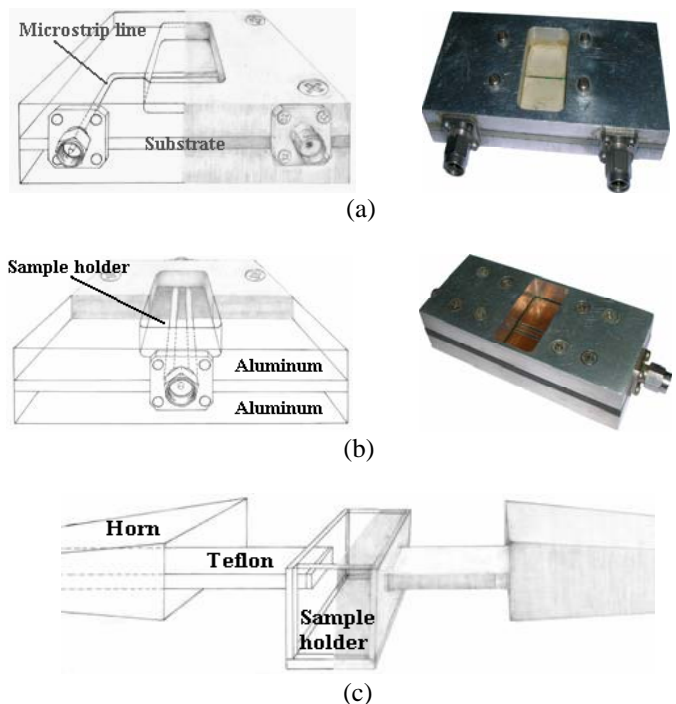 Microstrip line
Substrate
(a)
Sample holder
Aluminum
Aluminum
(b)
Horn
Teflon
Sample
holder
(c)